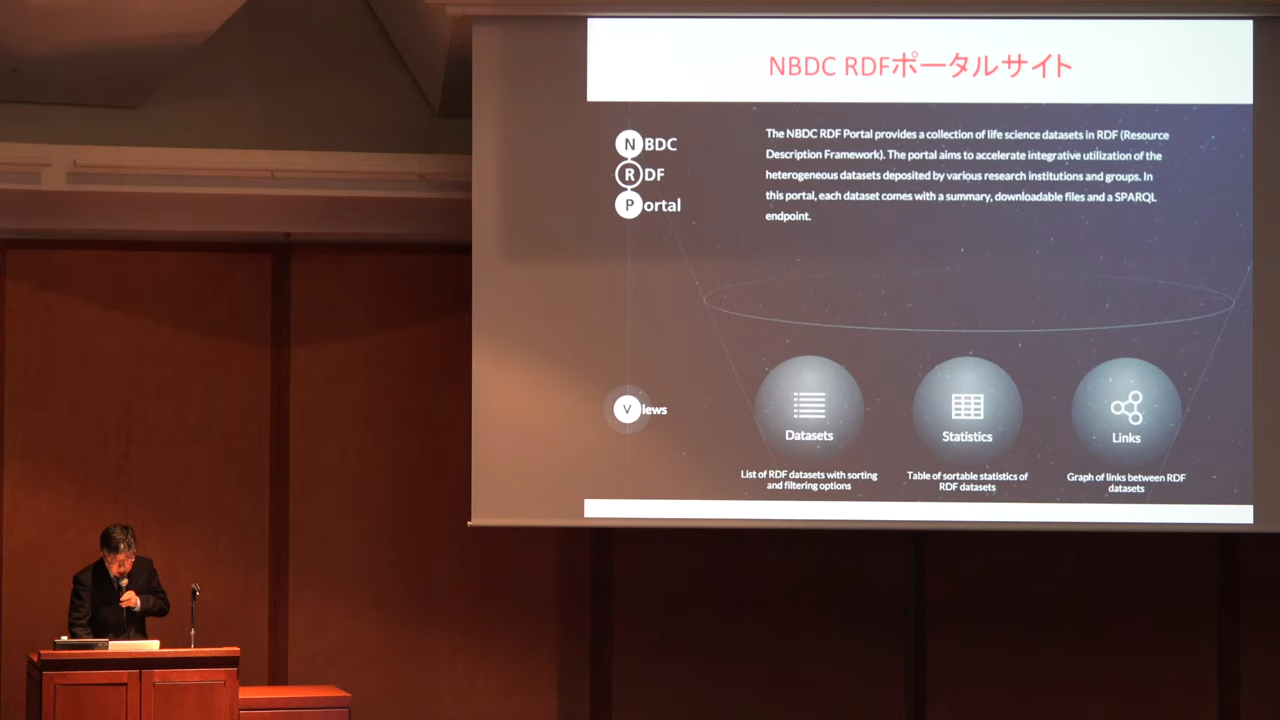 NBDC RDFポータルサイト
NBDC
RDF
Portal
The NBDC RDF Portal provides a collection of life science datasets in RDF (Resource
Description Framework). The portal aims to accelerate integrative utilization of the
heterogeneous datasets deposited by various research institutions and groups. In
this portal, each dataset comes with a summary, downloadable files and a SPARQL
endpoint.
Views
Datasets
List of RDF datasets with sorting
and filtering options
Statistics
Table of sortable statistics of
RDF datasets
Links
Graph of links between RDF
datasets